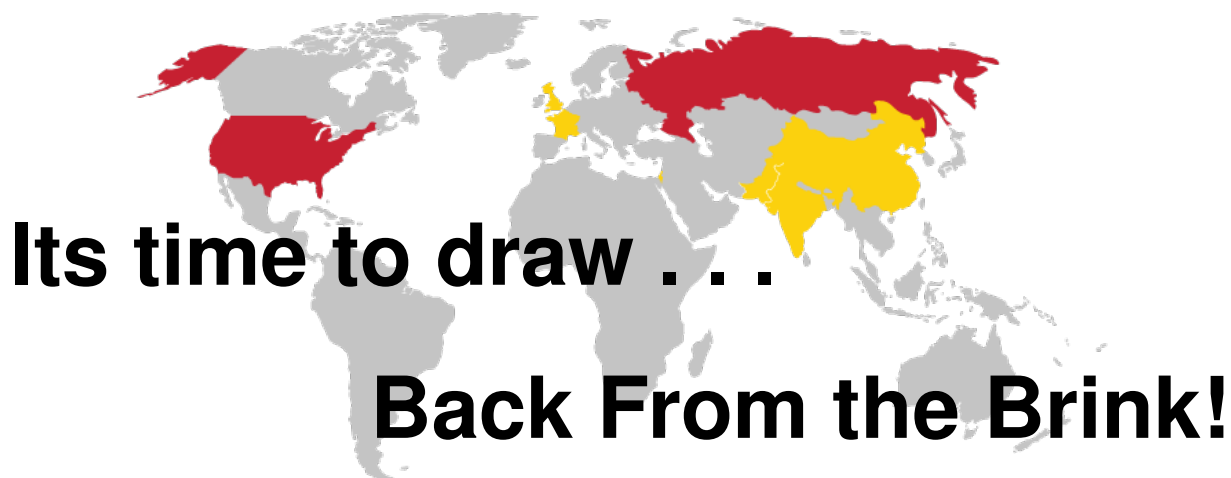 Its time to draw . . .
Back From the Brink!